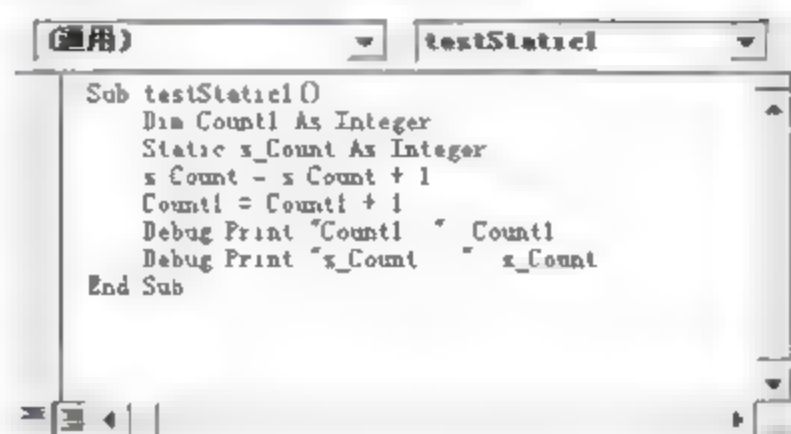 (通用)
testStatic1
Sub testStatic1()
Dim Count1 As Integer
Static s_Count As Integer
s_Count = s_Count + 1
Count1 = Count1 + 1
Debug Print "Count1 " Count1
Debug Print "s_Count " s_Count
End Sub